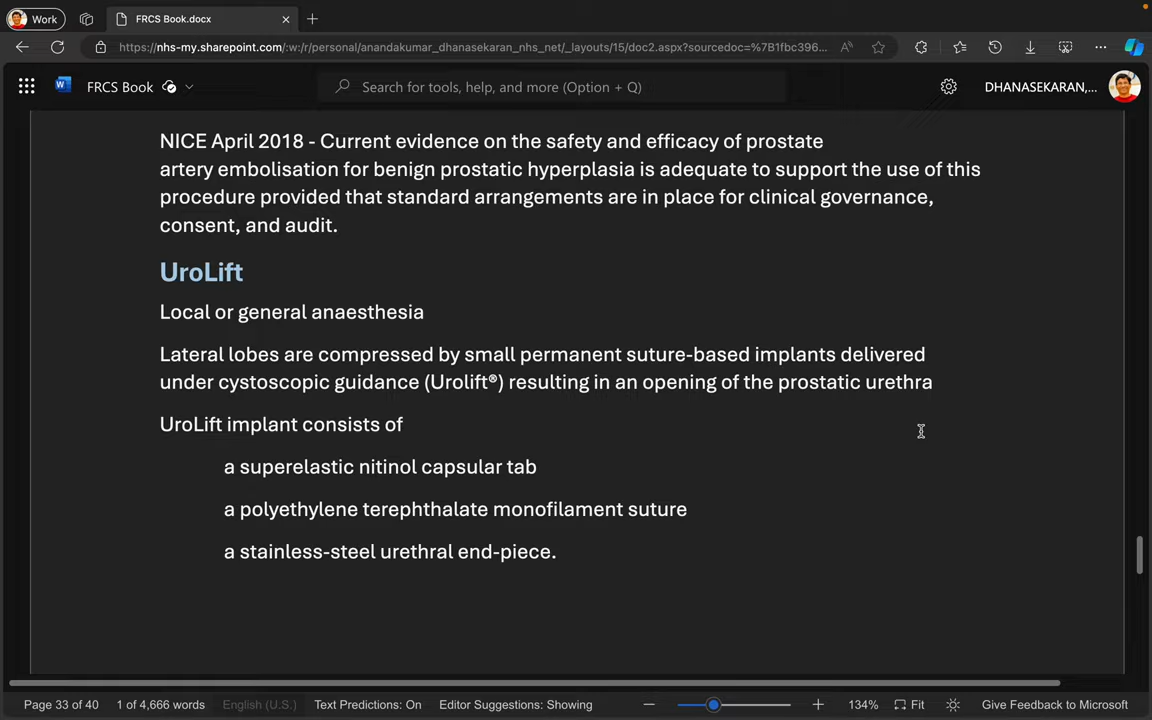 Work
FRCS Book.docx
https://nhs-my.sharepoint.com/:w:/r/personal/anandakumar_dhanasekaran_nhs_net/_layouts/15/doc2.aspx?sourcedoc=%7B1fbc396...
FRCS Book
Search for tools, help, and more (Option + Q)
DHANASEKARAN,...
NICE April 2018 - Current evidence on the safety and efficacy of prostate
artery embolisation for benign prostatic hyperplasia is adequate to support the use of this
procedure provided that standard arrangements are in place for clinical governance,
consent, and audit.
UroLift
Local or general anaesthesia
Lateral lobes are compressed by small permanent suture-based implants delivered
under cystoscopic guidance (Urolift®) resulting in an opening of the prostatic urethra
UroLift implant consists of
a superelastic nitinol capsular tab
a polyethylene terephthalate monofilament suture
a stainless-steel urethral end-piece.
Page 33 of 40 1 of 4,666 words English (U.S.) Text Predictions: On Editor Suggestions: Showing 134% Fit Give Feedback to Microsoft